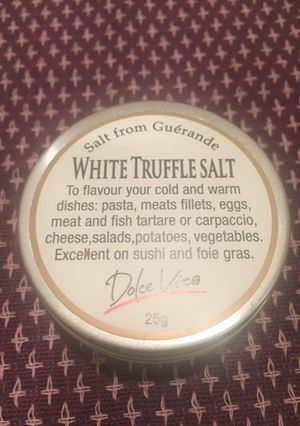 Salt from Guérande
WHITE TRUFFLE SALT
To flavour your cold and warm
dishes: pasta, meats fillets, eggs,
meat and fish tartare or carpaccio,
cheese,salads,potatoes, vegetables.
ExceMent on sushi and foie gras.
Dolce Vita
25g